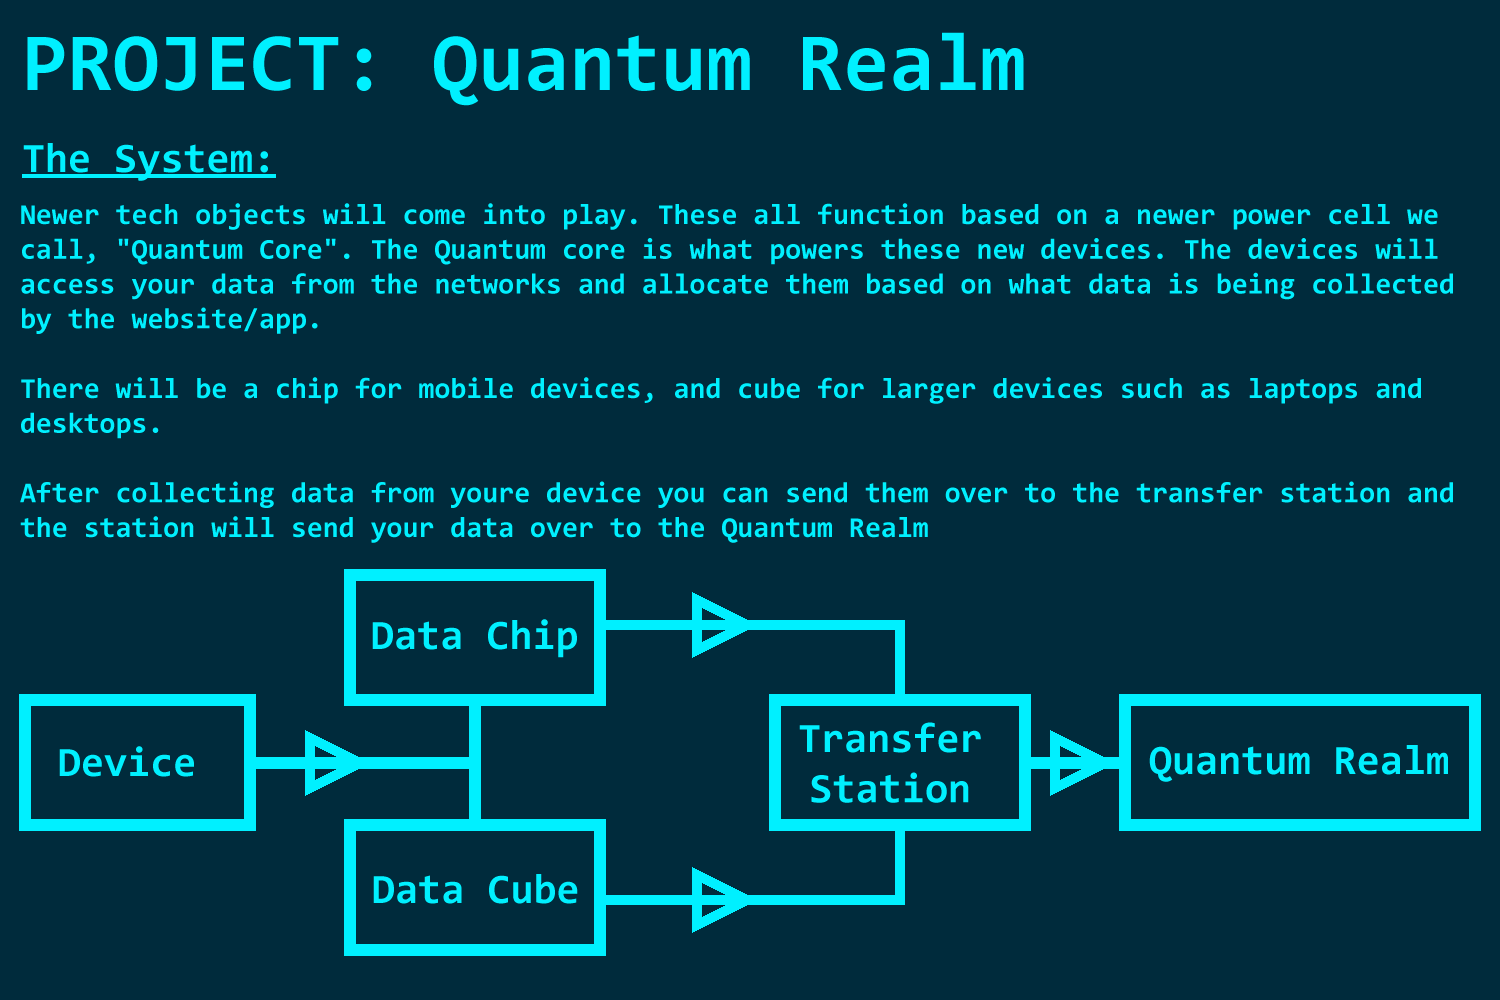 PROJECT: Quantum Realm
The System:
Newer tech objects will come into play. These all function based on a newer power cell we
call, "Quantum Core". The Quantum core is what powers these new devices. The devices will
access your data from the networks and allocate them based on what data is being collected
by the website/app.
There will be a chip for mobile devices, and cube for larger devices such as laptops and
desktops.
After collecting data from youre device you can send them over to the transfer station and
the station will send your data over to the Quantum Realm
Data Chip
Device
Transfer
Station
Quantum Realm
Data Cube